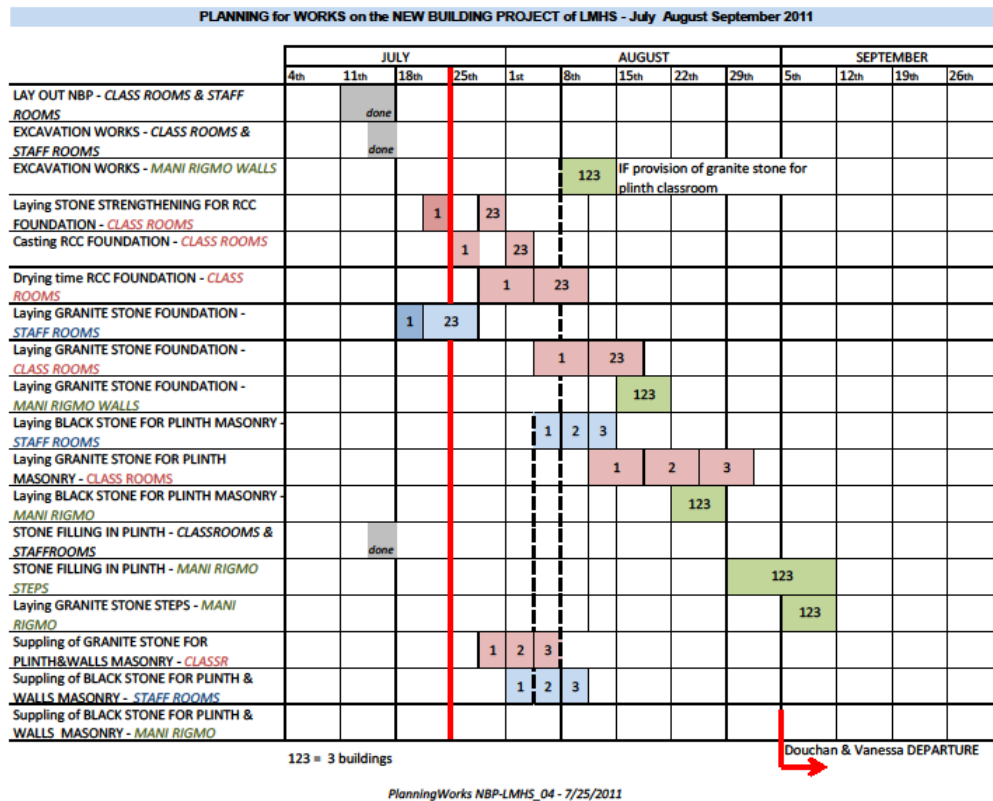 PLANNING for WORKS on the NEW BUILDING PROJECT of LMHS - July August September 2011
JULY AUGUST SEPTEMBER
4th 11th 18th 25th 1st 8th 15th 22th 29th 5th 12th 19th 26th
LAY OUT NBP - CLASS ROOMS & STAFF
ROOMS done
EXCAVATION WORKS - CLASS ROOMS &
STAFF ROOMS done
EXCAVATION WORKS - MANI RIGMO WALLS 123 IF provision of granite stone for
plinth classroom
Laying STONE STRENGTHENING FOR RCC 1 23
FOUNDATION - CLASS ROOMS
Casting RCC FOUNDATION - CLASS ROOMS 1 23
Drying time RCC FOUNDATION - CLASS 1 23
ROOMS
Laying GRANITE STONE FOUNDATION - 1 23
STAFF ROOMS
Laying GRANITE STONE FOUNDATION - 1 23
CLASS ROOMS
Laying GRANITE STONE FOUNDATION - 123
MANI RIGMO WALLS
Laying BLACK STONE FOR PLINTH MASONRY - 1 2 3
STAFF ROOMS
Laying GRANITE STONE FOR PLINTH 1 2 3
MASONRY - CLASS ROOMS
Laying BLACK STONE FOR PLINTH MASONRY - 123
MANI RIGMO
STONE FILLING IN PLINTH - CLASSROOMS &
STAFFROOMS done
STONE FILLING IN PLINTH - MANI RIGMO 123
STEPS
Laying GRANITE STONE STEPS - MANI 123
RIGMO
Suppling of GRANITE STONE FOR 1 2 3
PLINTH&WALLS MASONRY - CLASSR
Suppling of BLACK STONE FOR PLINTH & 1 2 3
WALLS MASONRY - STAFF ROOMS
Suppling of BLACK STONE FOR PLINTH &
WALLS MASONRY - MANI RIGMO
Douchan & Vanessa DEPARTURE
123 = 3 buildings
PlanningWorks NBP-LMHS_04 - 7/25/2011